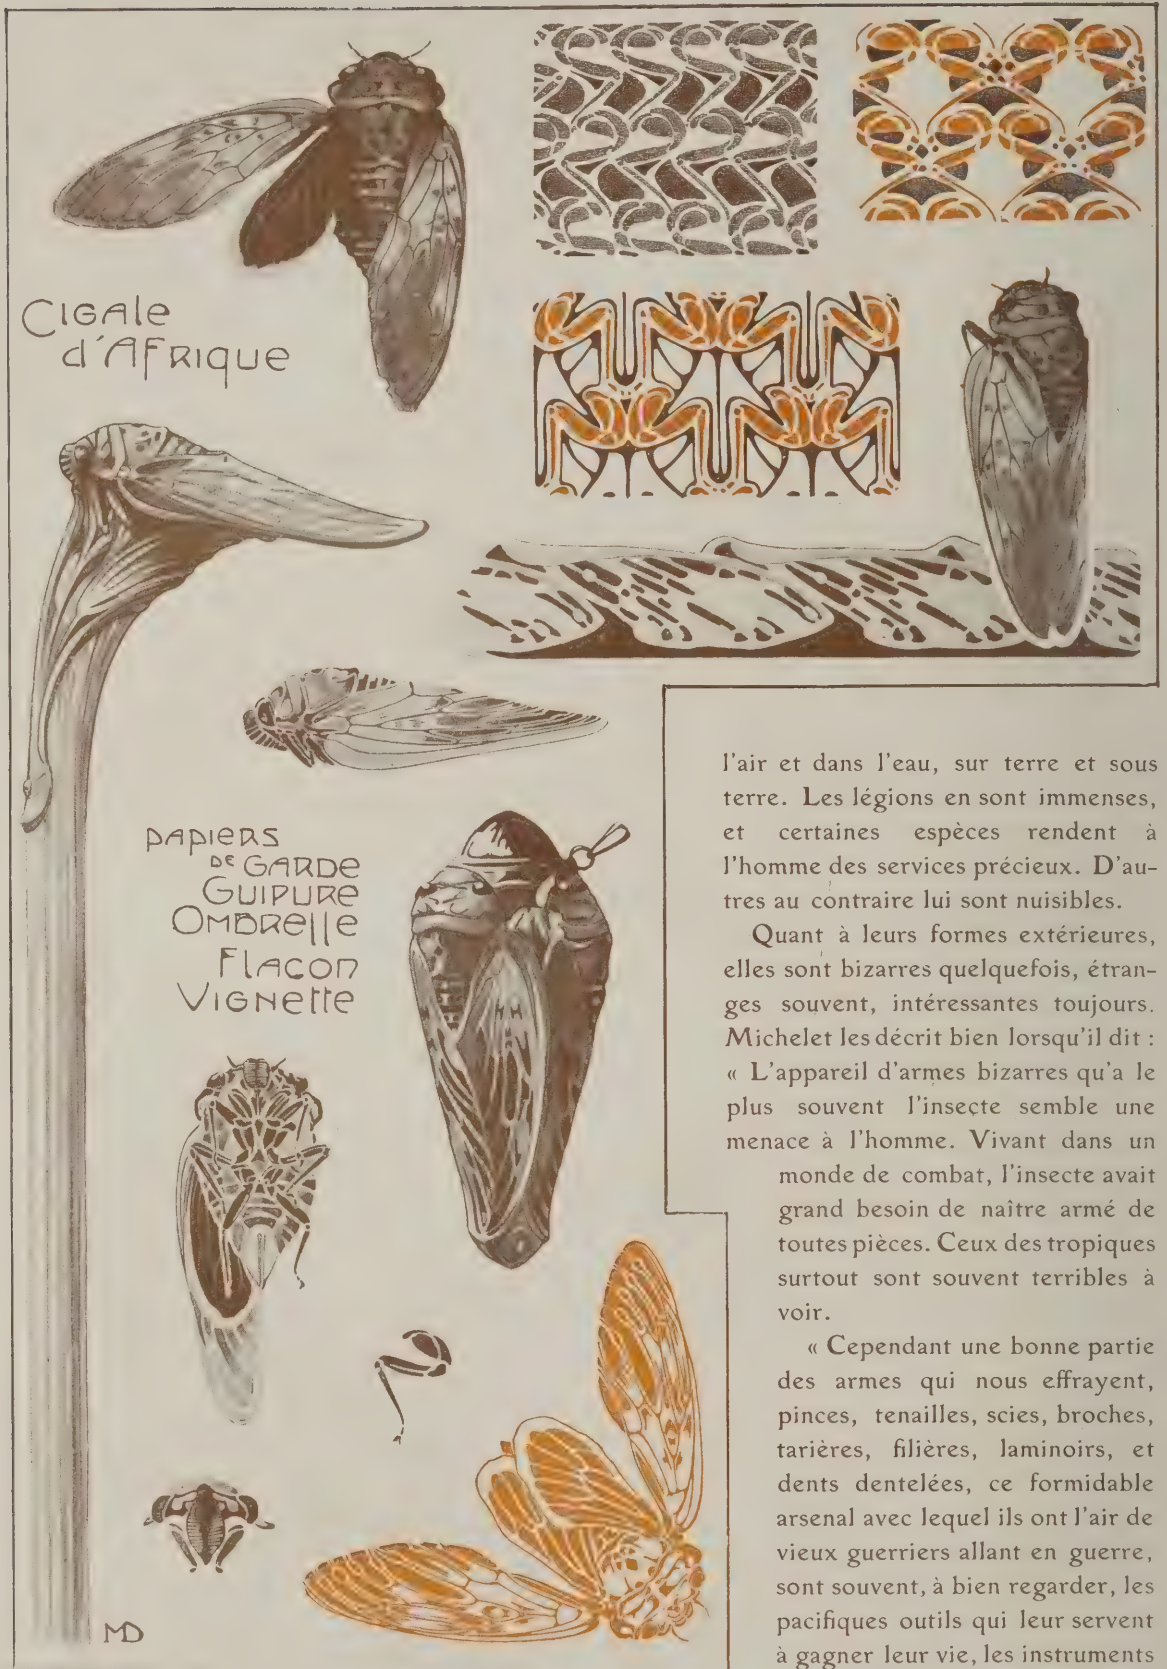 CIGAle
d'AFRIque
PAPIERS
DE GARDE
GUIPURE
OMBRelle
FlACON
VIGNette
MD
l'air et dans l'eau, sur terre et sous
terre. Les légions en sont immenses,
et certaines espèces rendent à
l'homme des services précieux. D'au-
tres au contraire lui sont nuisibles.
Quant à leurs formes extérieures,
elles sont bizarres quelquefois, étran-
ges souvent, intéressantes toujours.
Michelet les décrit bien lorsqu'il dit :
« L'appareil d'armes bizarres qu'a le
plus souvent l'insecte semble une
menace à l'homme. Vivant dans un
monde de combat, l'insecte avait
grand besoin de naître armé de
toutes pièces. Ceux des tropiques
surtout sont souvent terribles à
voir.
« Cependant une bonne partie
des armes qui nous effrayent,
pinces, tenailles, scies, broches,
tarières, filières, laminoirs, et
dents dentelées, ce formidable
arsenal avec lequel ils ont l'air de
vieux guerriers allant en guerre,
sont souvent, à bien regarder, les
pacifiques outils qui leur servent
à gagner leur vie, les instruments